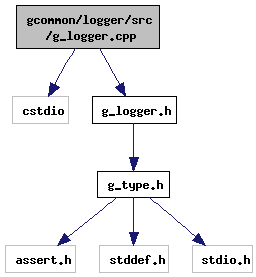 gcommon/logger/src
/g_logger.cpp
cstdio
g_logger.h
g_type.h
assert.h
stddef.h
stdio.h